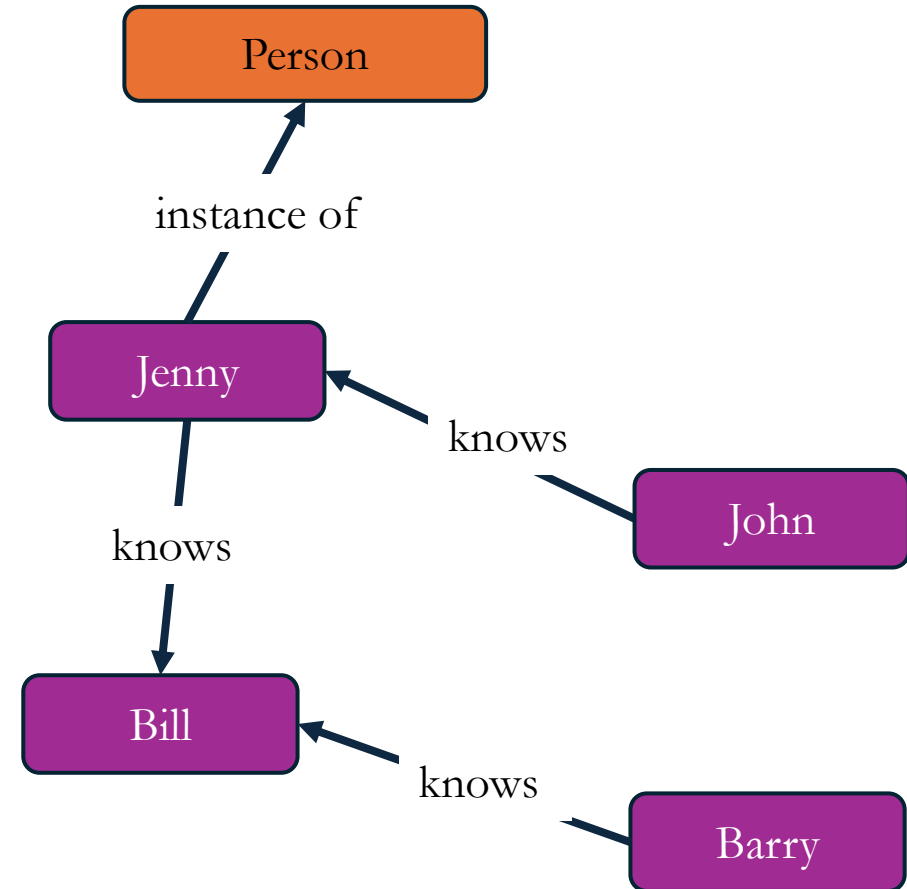 Person
instance of
Jenny
knows
John
knows
Bill
knows
Barry